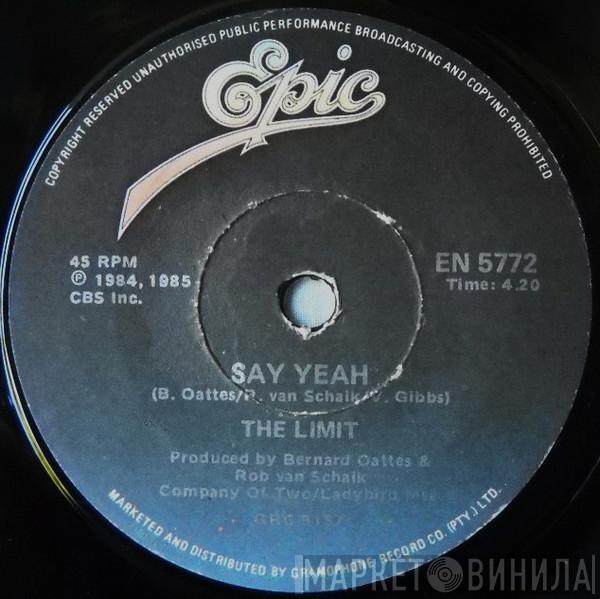 COPYRIGHT RESERVED UNAUTHORISED PUBLIC PERFORMANCE BROADCASTING AND COPYING PROHIBITED
Epic
45 RPM
℗ 1984, 1985
CBS Inc.
EN 5772
Time: 4.20
SAY YEAH
(B. Oattes/R. van Schaik/V. Gibbs)
THE LIMIT
Produced by Bernard Oattes &
Rob van Schaik
Company Of Two/Ladybird
MARKETED AND DISTRIBUTED BY GRAMOPHONE RECORD CO. (PTY.) LTD.
МАРКЕТ ВИНИЛА